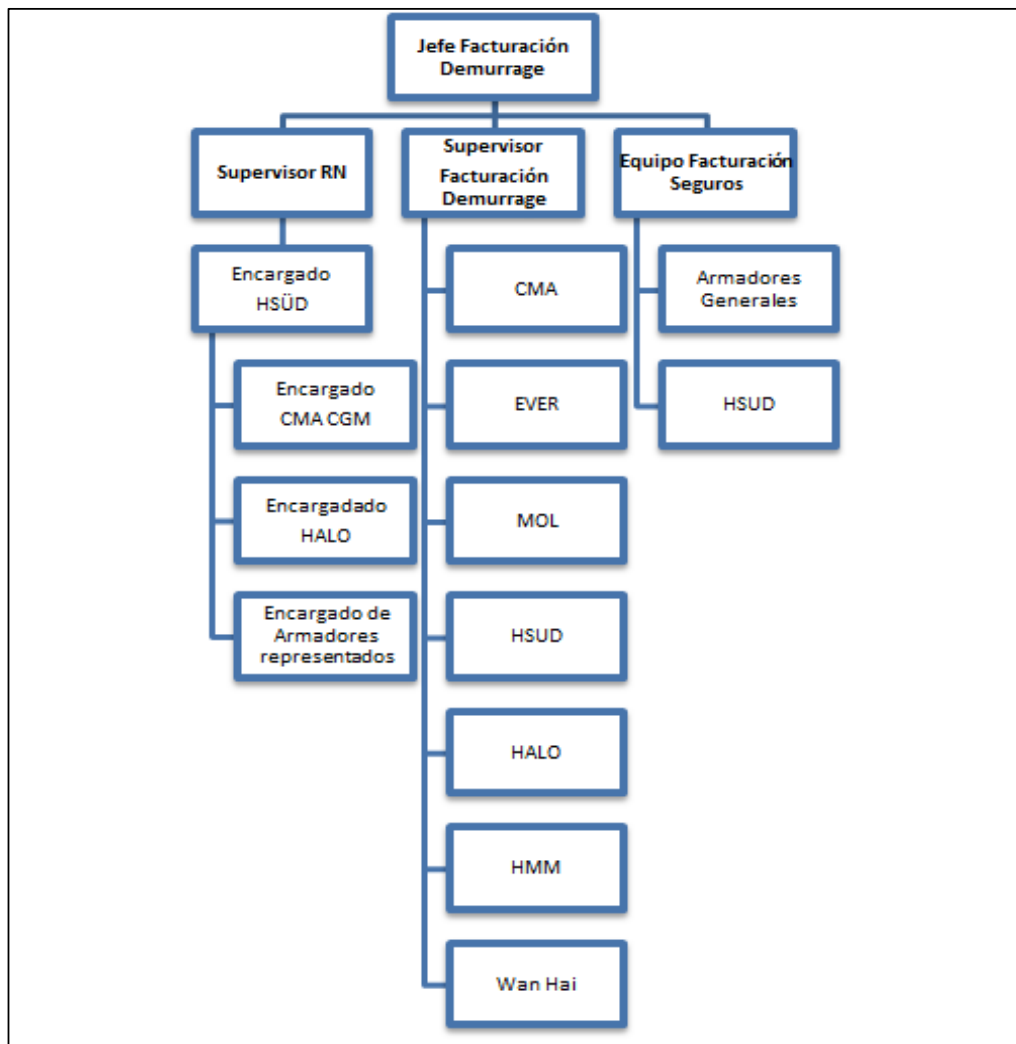 Jefe Facturación
Demurrage
Supervisor RN
Supervisor
Facturación
Demurrage
Equipo Facturación
Seguros
Encargado
HSÜD
Encargado
CMA CGM
Encargadado
HALO
Encargado de
Armadores
representados
CMA
EVER
MOL
HSUD
HALO
HMM
Wan Hai
Armadores
Generales
HSUD